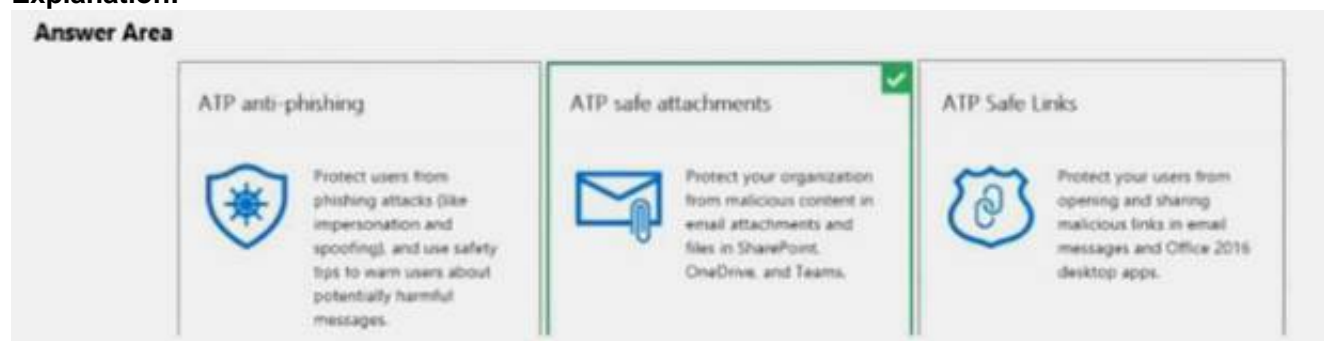 Explanation:
Answer Area
ATP anti-phishing
Protect users from
phishing attacks (like
impersonation and
spoofing), and use safety
tips to warn users about
potentially harmful
messages.
ATP safe attachments
Protect your organization
from malicious content in
email attachments and
files in SharePoint,
OneDrive, and Teams.
ATP Safe Links
Protect your users from
opening and sharing
malicious links in email
messages and Office 2016
desktop apps.